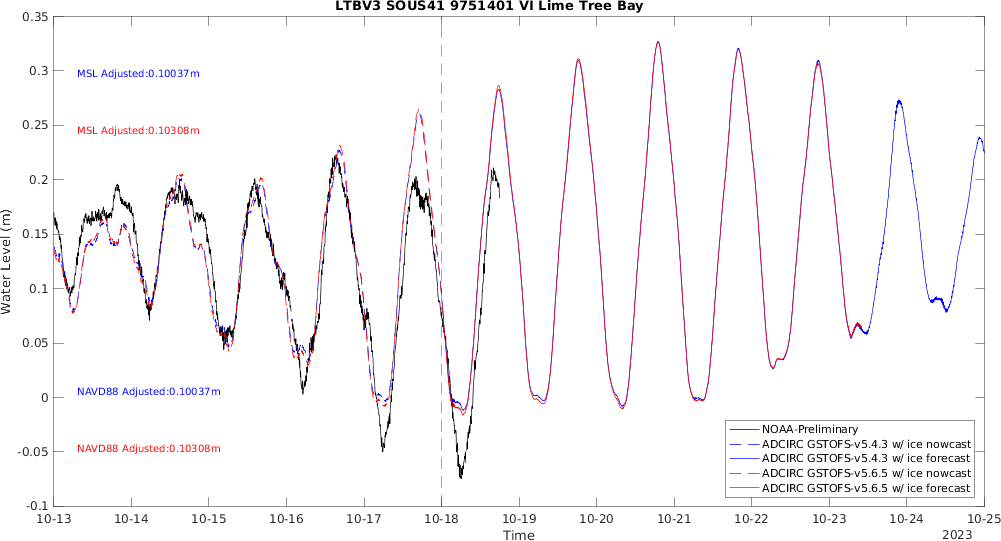 LTBV3 SOUS41 9751401 VI Lime Tree Bay
0.35
0.3
0.25
0.2
0.15
0.1
0.05
0
-0.05
-0.1
Water Level (m)
MSL Adjusted:0.10037m
MSL Adjusted:0.10308m
NAVD88 Adjusted:0.10037m
NAVD88 Adjusted:0.10308m
NOAA-Preliminary
ADCIRC GSTOFS-v5.4.3 w/ ice nowcast
ADCIRC GSTOFS-v5.4.3 w/ ice forecast
ADCIRC GSTOFS-v5.6.5 w/ ice nowcast
ADCIRC GSTOFS-v5.6.5 w/ ice forecast
10-13 10-14 10-15 10-16 10-17 10-18 10-19 10-20 10-21 10-22 10-23 10-24 10-25
Time
2023